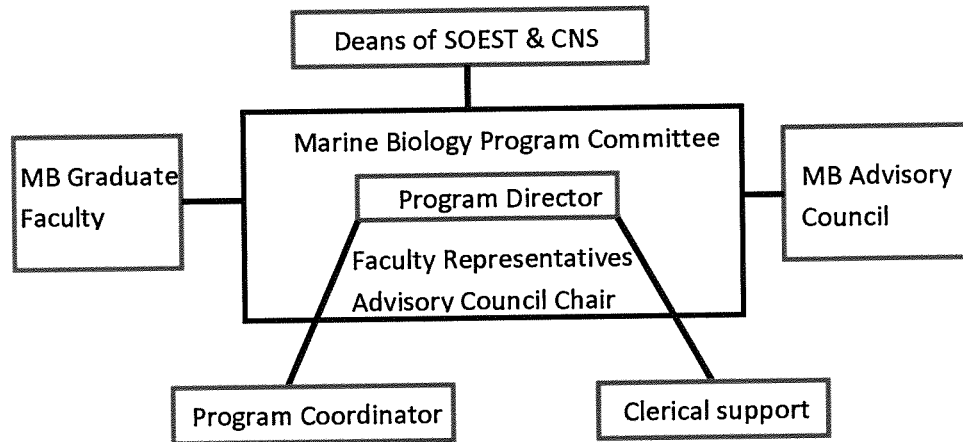 Deans of SOEST & CNS
Marine Biology Program Committee
MB Graduate
Faculty
Program Director
MB Advisory
Council
Faculty Representatives
Advisory Council Chair
Program Coordinator
Clerical support